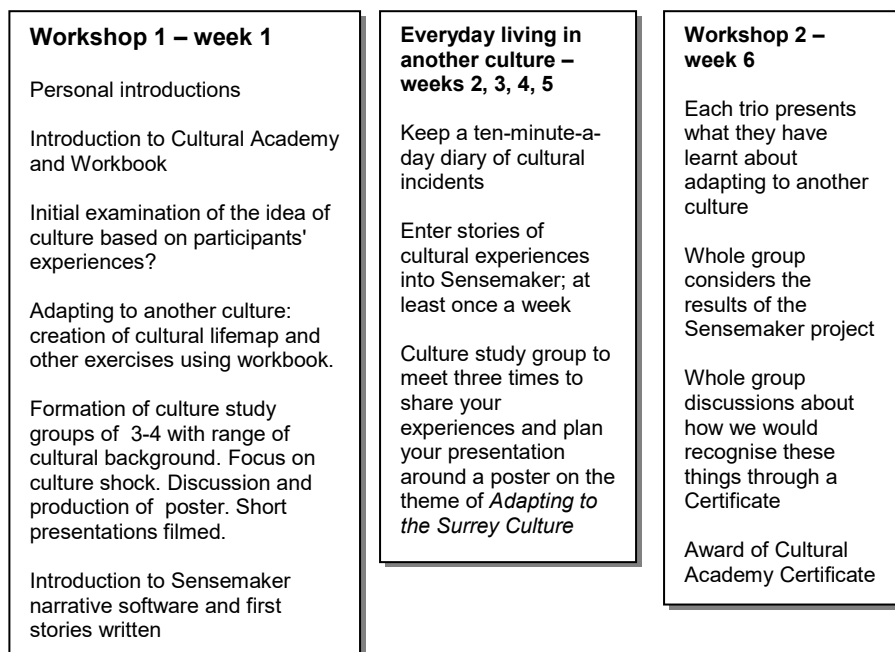 Workshop 1 – week 1
Personal introductions
Introduction to Cultural Academy
and Workbook
Initial examination of the idea of
culture based on participants'
experiences?
Adapting to another culture:
creation of cultural lifemap and
other exercises using workbook.
Formation of culture study
groups of 3-4 with range of
cultural background. Focus on
culture shock. Discussion and
production of poster. Short
presentations filmed.
Introduction to Sensemaker
narrative software and first
stories written
Everyday living in
another culture –
weeks 2, 3, 4, 5
Keep a ten-minute-a-
day diary of cultural
incidents
Enter stories of
cultural experiences
into Sensemaker; at
least once a week
Culture study group to
meet three times to
share your
experiences and plan
your presentation
around a poster on the
theme of Adapting to
the Surrey Culture
Workshop 2 –
week 6
Each trio presents
what they have
learnt about
adapting to another
culture
Whole group
considers the
results of the
Sensemaker project
Whole group
discussions about
how we would
recognise these
things through a
Certificate
Award of Cultural
Academy Certificate